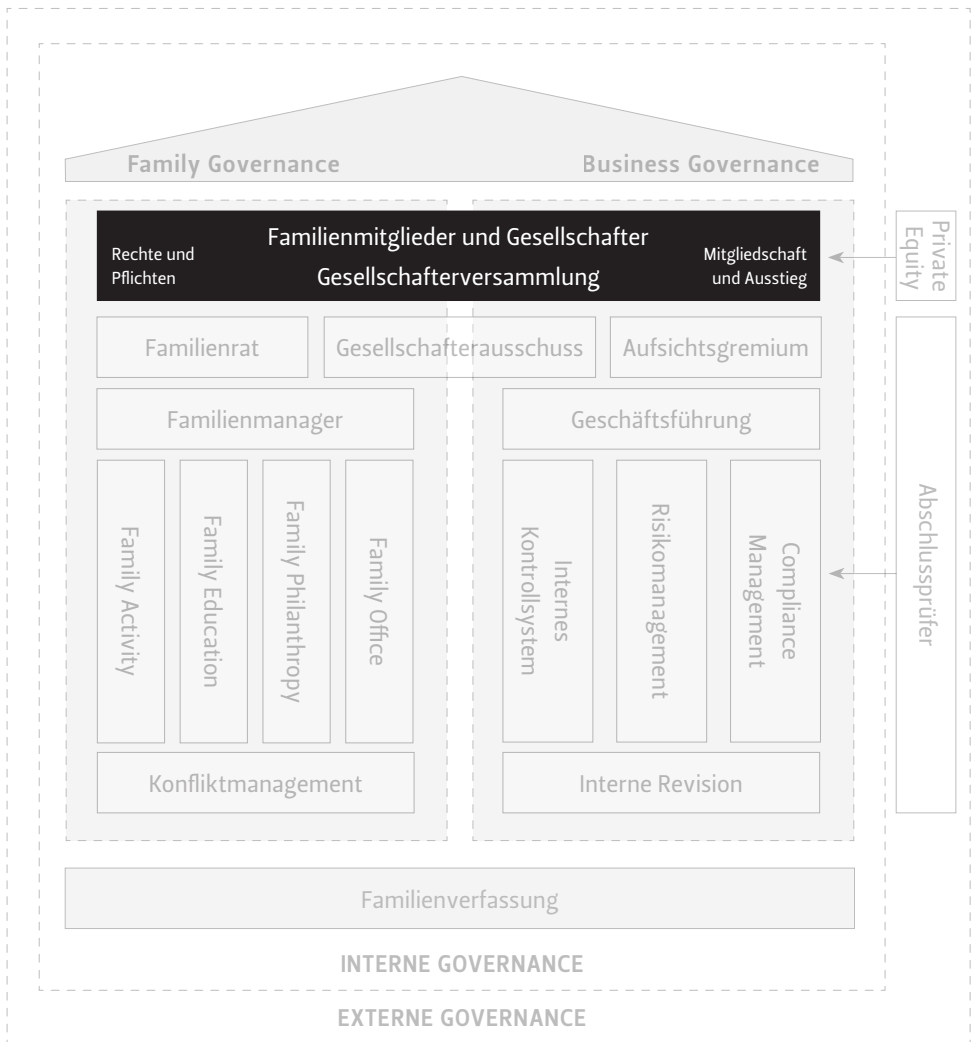 Family Governance
Business Governance
Rechte und
Pflichten
Familienmitglieder und Gesellschafter
Gesellschafterversammlung
Mitgliedschaft
und Ausstieg
Private
Equity
Familienrat
Gesellschafterausschuss
Aufsichtsgremium
Familienmanager
Geschäftsführung
Family Activity
Family Education
Family Philanthropy
Family Office
Internes
Kontrollsystem
Risikomanagement
Compliance
Management
Abschlussprüfer
Konfliktmanagement
Interne Revision
Familienverfassung
INTERNE GOVERNANCE
EXTERNE GOVERNANCE